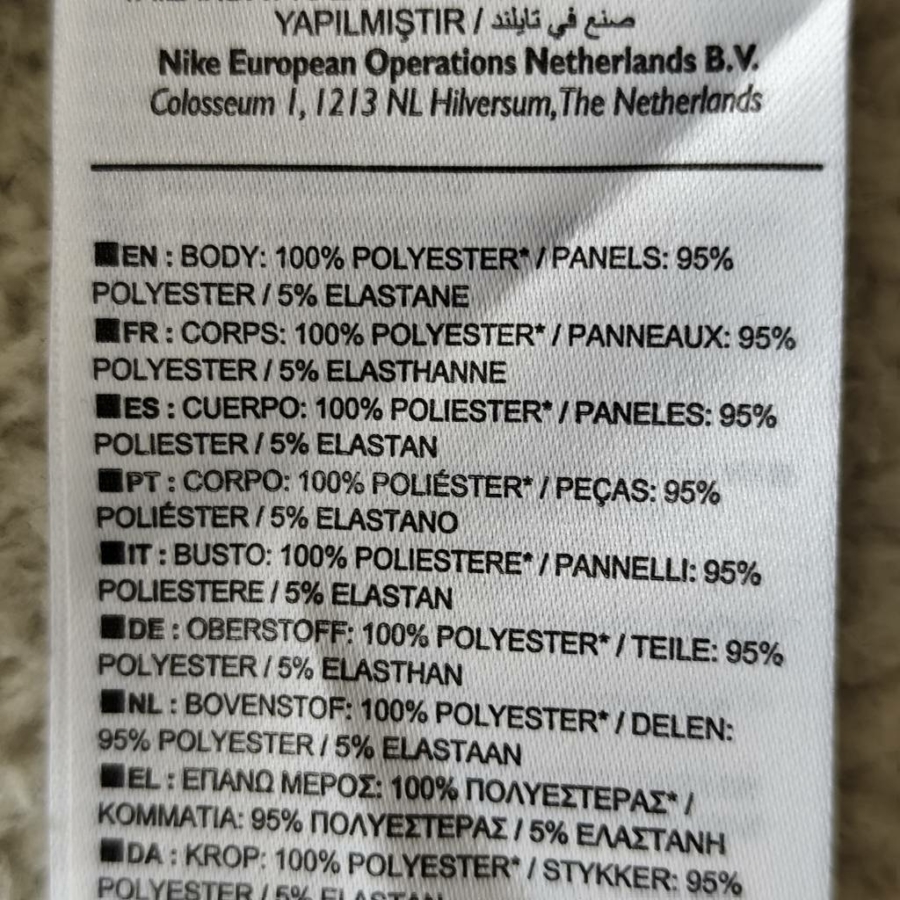 YAPILMIŞTIR / صنع في تايلند
Nike European Operations Netherlands B.V.
Colosseum 1, 1213 NL Hilversum, The Netherlands
EN : BODY: 100% POLYESTER* / PANELS: 95%
POLYESTER / 5% ELASTANE
FR : CORPS: 100% POLYESTER* / PANNEAUX: 95%
POLYESTER / 5% ELASTHANNE
ES : CUERPO: 100% POLIESTER* / PANELES: 95%
POLIESTER / 5% ELASTAN
PT : CORPO: 100% POLIÉSTER* / PEÇAS: 95%
POLIÉSTER / 5% ELASTANO
IT : BUSTO: 100% POLIESTERE* / PANNELLI: 95%
POLIESTERE / 5% ELASTAN
DE : OBERSTOFF: 100% POLYESTER* / TEILE: 95%
POLYESTER / 5% ELASTHAN
NL : BOVENSTOF: 100% POLYESTER* / DELEN:
95% POLYESTER / 5% ELASTAAN
EL : ΕΠΑΝΩ ΜΕΡΟΣ: 100% ΠΟΛΥΕΣΤΕΡΑΣ* /
ΚΟΜΜΑΤΙΑ: 95% ΠΟΛΥΕΣΤΕΡΑΣ / 5% ΕΛΑΣΤΑΝΗ
DA : KROP: 100% POLYESTER* / STYKKER: 95%
POLYESTER / 5% ELASTAN